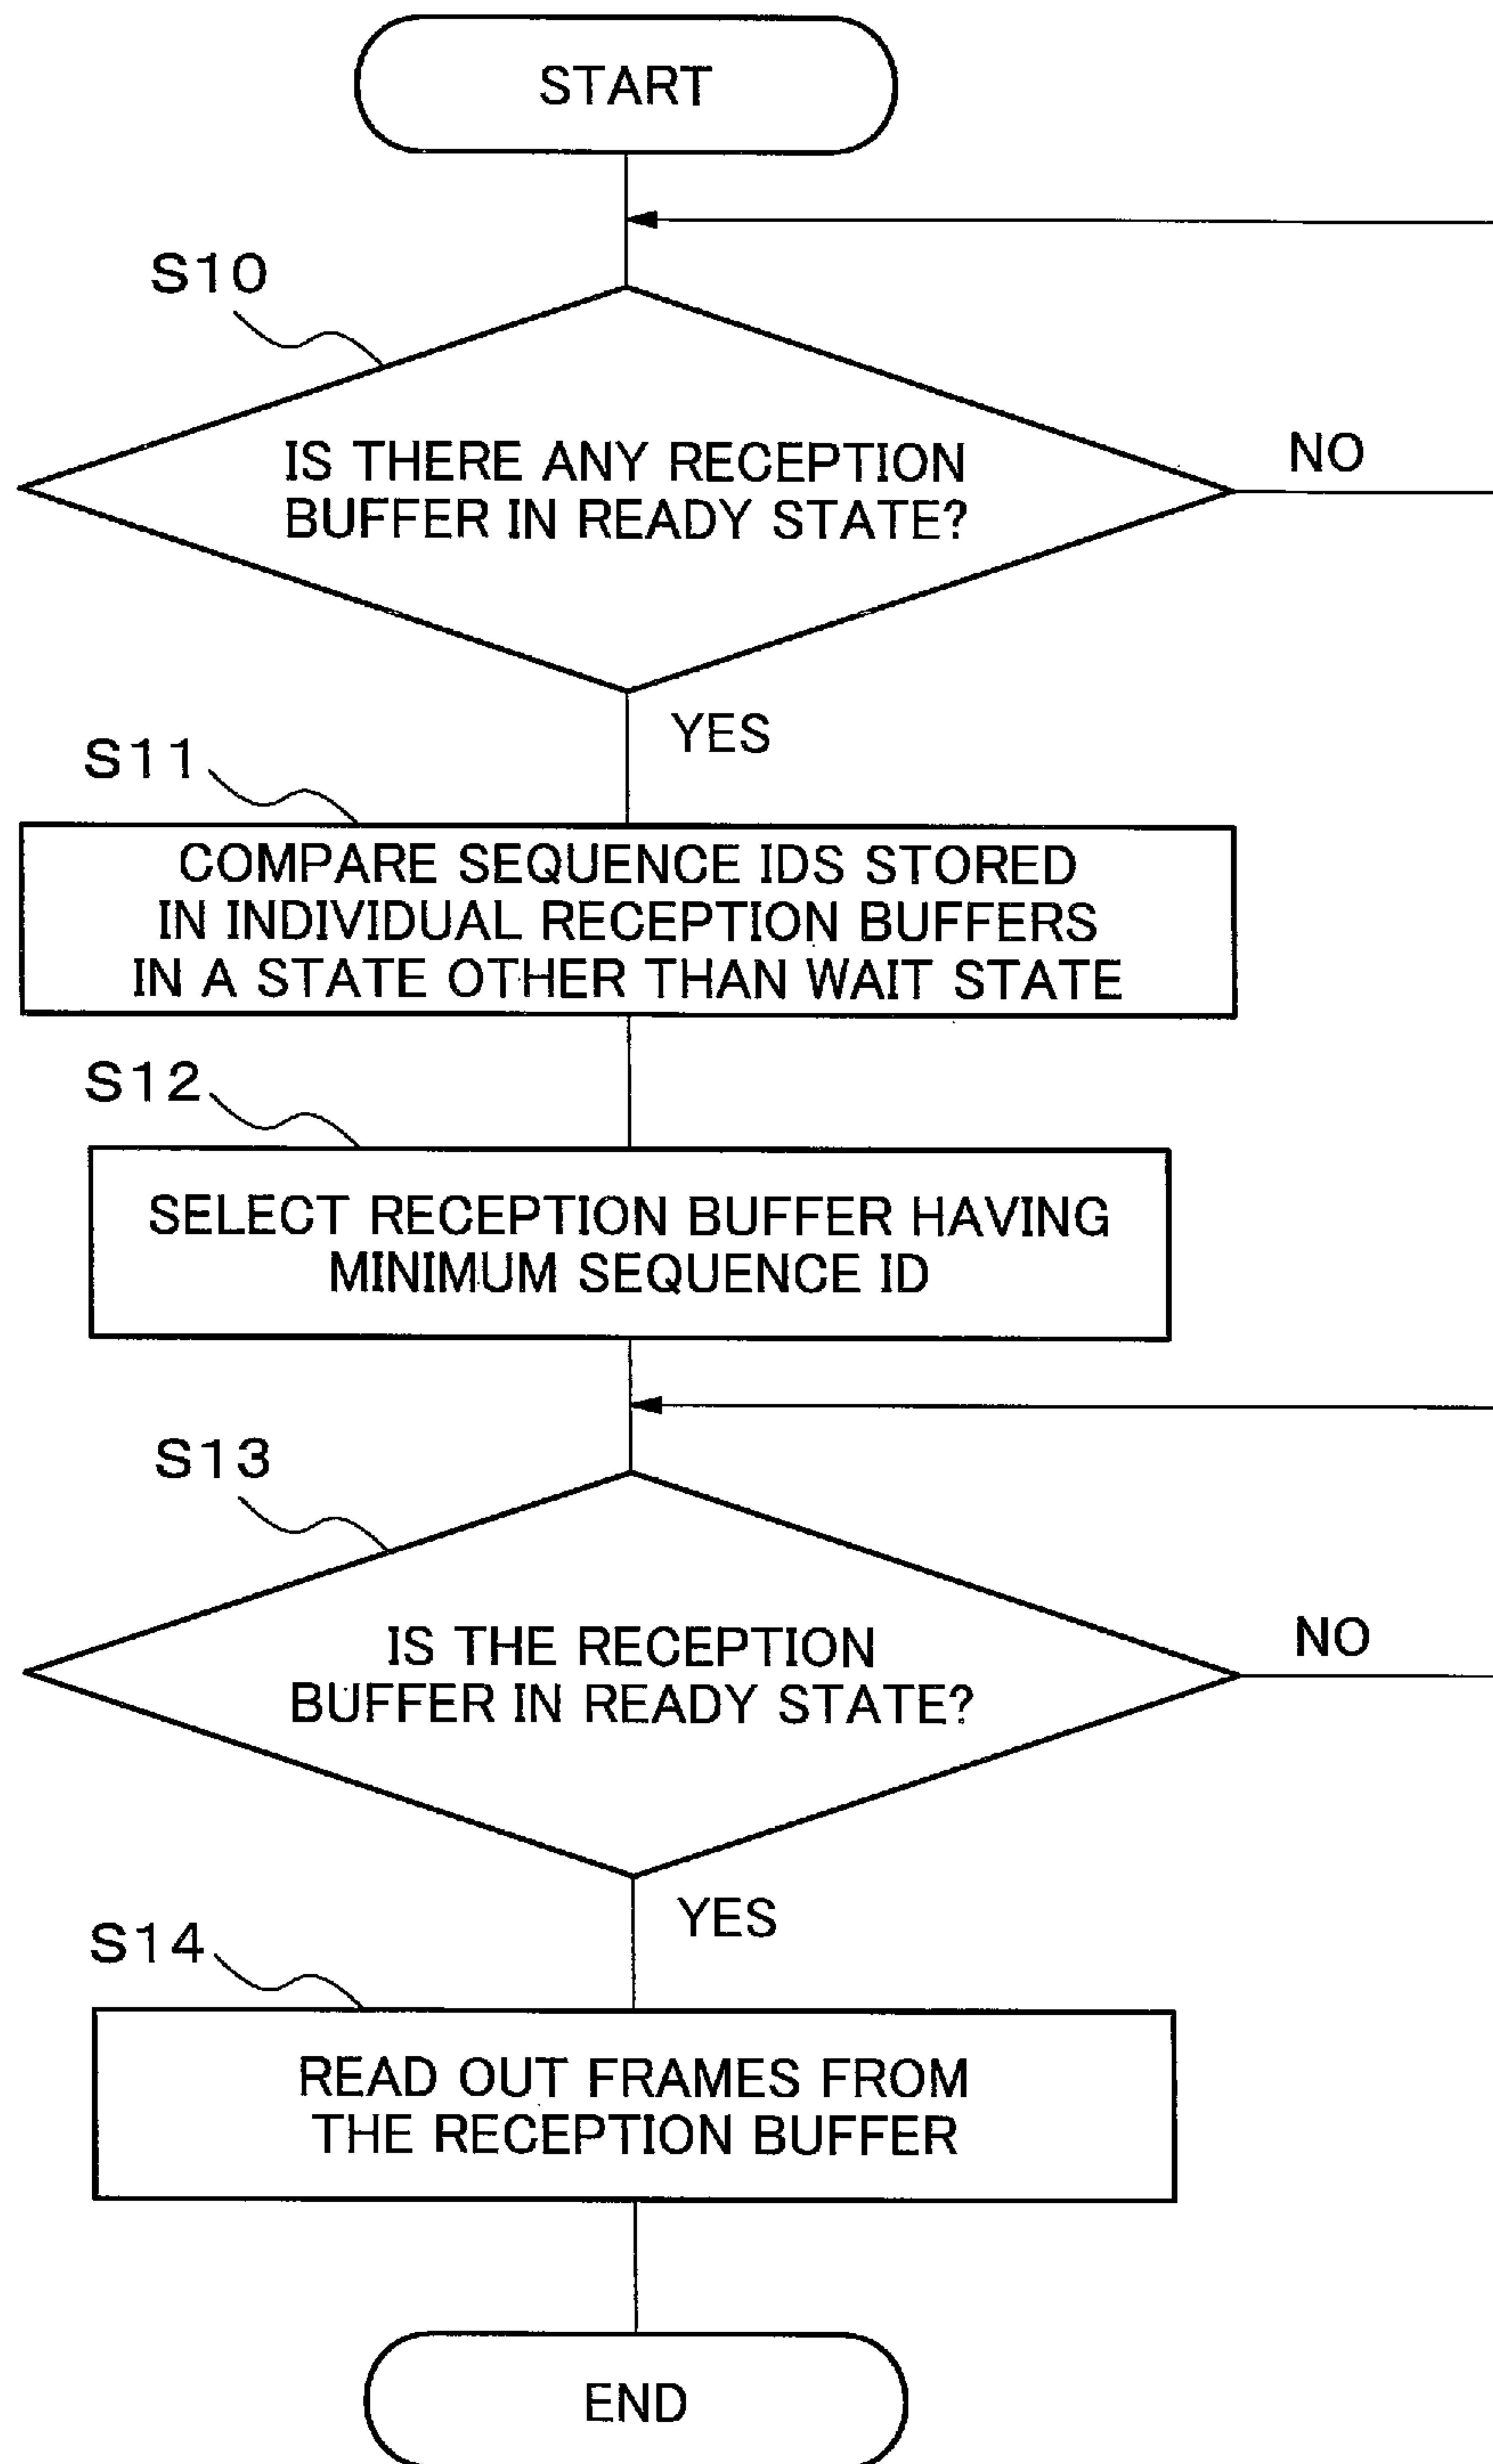 START
S10
IS THERE ANY RECEPTION
BUFFER IN READY STATE?
NO
YES
S11
COMPARE SEQUENCE IDS STORED
IN INDIVIDUAL RECEPTION BUFFERS
IN A STATE OTHER THAN WAIT STATE
S12
SELECT RECEPTION BUFFER HAVING
MINIMUM SEQUENCE ID
S13
IS THE RECEPTION
BUFFER IN READY STATE?
NO
YES
S14
READ OUT FRAMES FROM
THE RECEPTION BUFFER
END